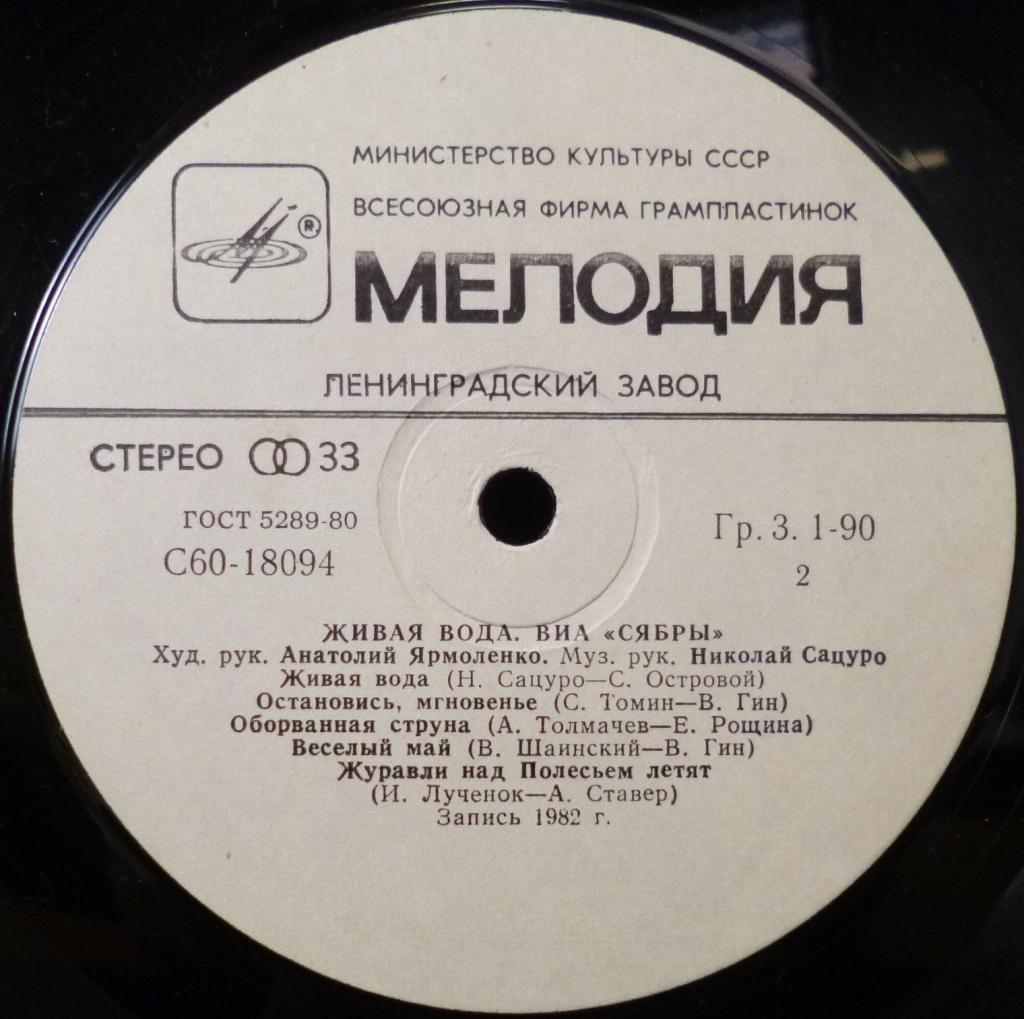 МИНИСТЕРСТВО КУЛЬТУРЫ СССР
ВСЕСОЮЗНАЯ ФИРМА ГРАМПЛАСТИНОК
®
МЕЛОДИЯ
ЛЕНИНГРАДСКИЙ ЗАВОД
СТЕРЕО 33
ГОСТ 5289-80
С60-18094
Гр. 3. 1-90
2
ЖИВАЯ ВОДА. ВИА «СЯБРЫ»
Худ. рук. Анатолий Ярмоленко. Муз. рук. Николай Сацуро
Живая вода (Н. Сацуро—С. Островой)
Остановись, мгновенье (С. Томин—В. Гин)
Оборванная струна (А. Толмачев—Е. Рощина)
Веселый май (В. Шаинский—В. Гин)
Журавли над Полесьем летят
(И. Лученок—А. Ставер)
Запись 1982 г.